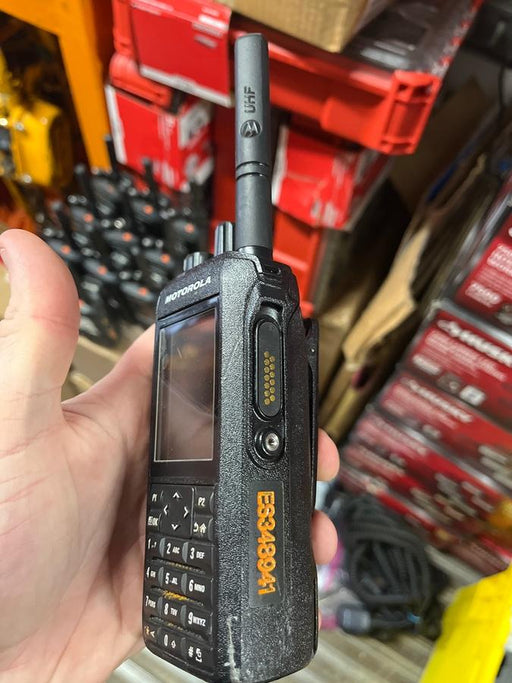 UHF
MOTOROLA
P1
P2
OK
1
2 ABC
3 DEF
4 GHI
5 JKL
6 MNO
7 PQRS
8 TUV
9 WXYZ
* 
0
#
ES348941